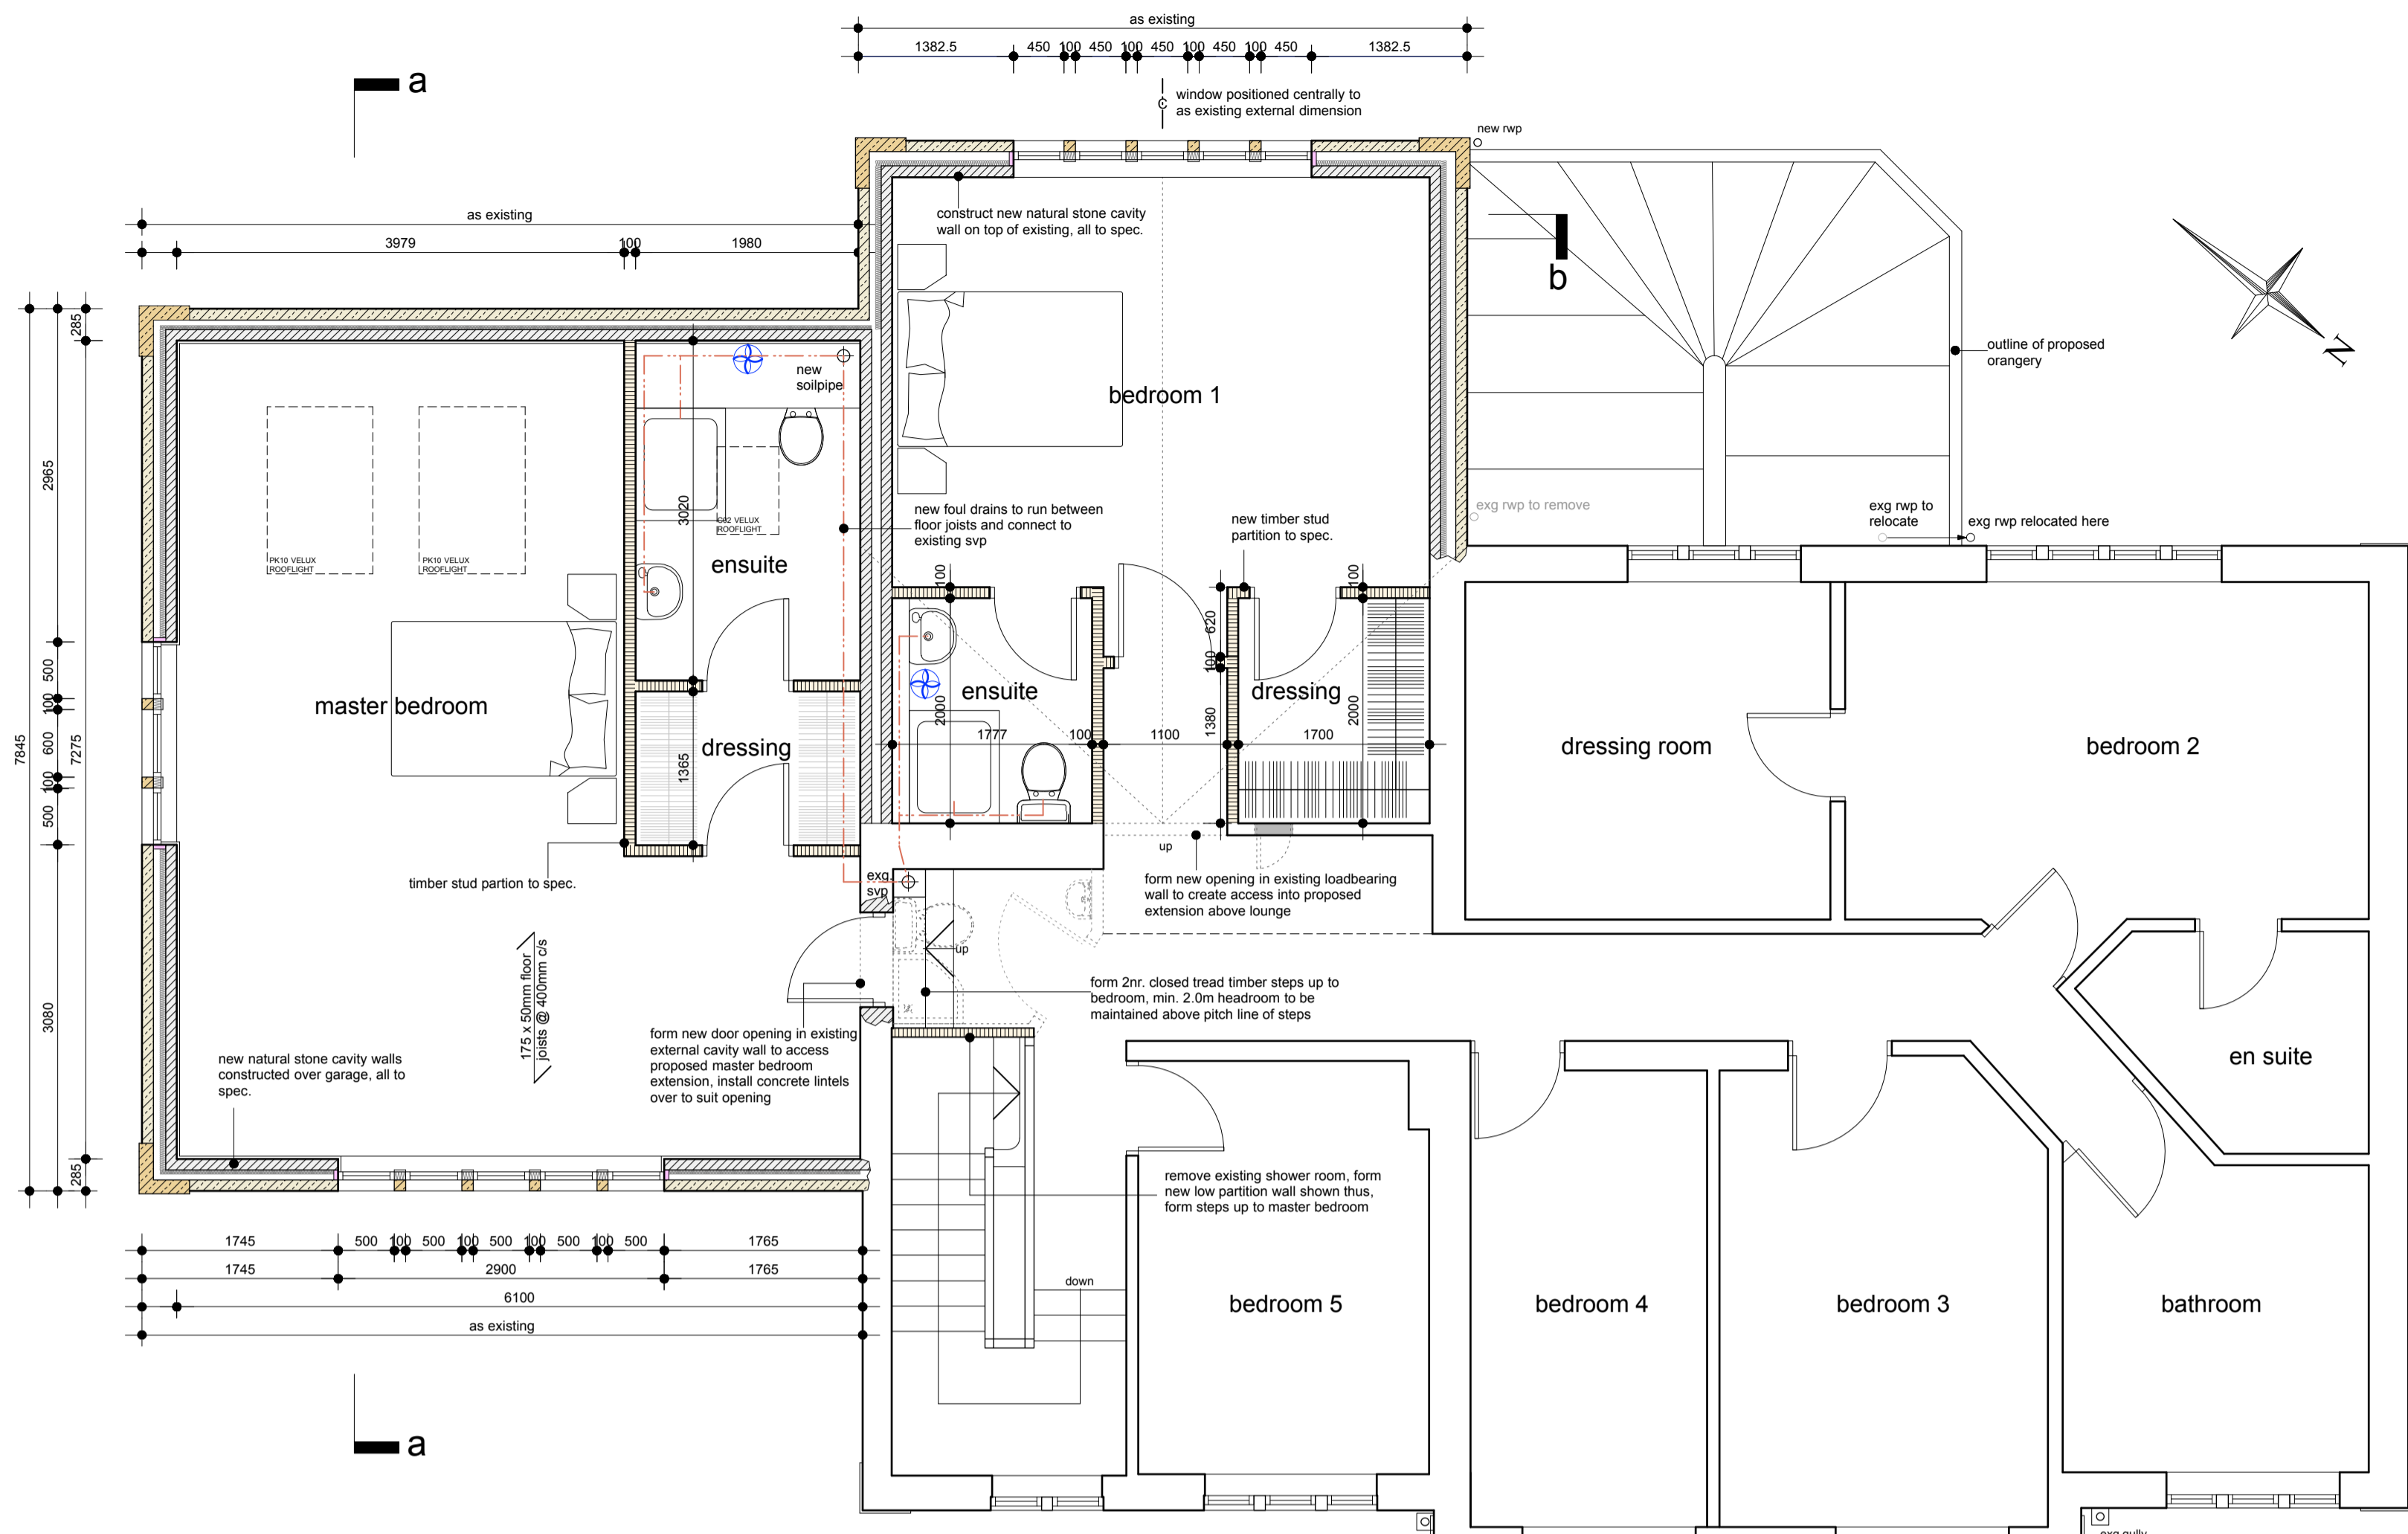 as existing
1382.5 450 100 450 100 450 100 450 100 450 1382.5
a
window positioned centrally to
as existing external dimension
new rwp
as existing
3979 100 1980
construct new natural stone cavity
wall on top of existing, all to spec.
b
N
outline of proposed
orangery
285
2965
500
100
600
100
500
3080
285
7845
7275
new
soilpipe
bedroom 1
PK10 VELUX
ROOFLIGHT
PK10 VELUX
ROOFLIGHT
3020
C02 VELUX
ROOFLIGHT
ensuite
new foul drains to run between
floor joists and connect to
existing svp
new timber stud
partition to spec.
exg rwp to remove
exg rwp to
relocate
exg rwp relocated here
100
100
620
100
1380
2000
2000
master bedroom
ensuite
dressing
dressing
1365
1777 100 1100 1700
dressing room
bedroom 2
up
timber stud partion to spec.
exg.
svp
form new opening in existing loadbearing
wall to create access into proposed
extension above lounge
up
175 x 50mm floor
joists @ 400mm c/s
form 2nr. closed tread timber steps up to
bedroom, min. 2.0m headroom to be
maintained above pitch line of steps
form new door opening in existing
external cavity wall to access
proposed master bedroom
extension, install concrete lintels
over to suit opening
new natural stone cavity walls
constructed over garage, all to
spec.
en suite
remove existing shower room, form
new low partition wall shown thus,
form steps up to master bedroom
1745 500 100 500 100 500 100 500 100 500 1765
1745 2900 1765
6100
as existing
down
bedroom 5
bedroom 4
bedroom 3
bathroom
a
exg gully